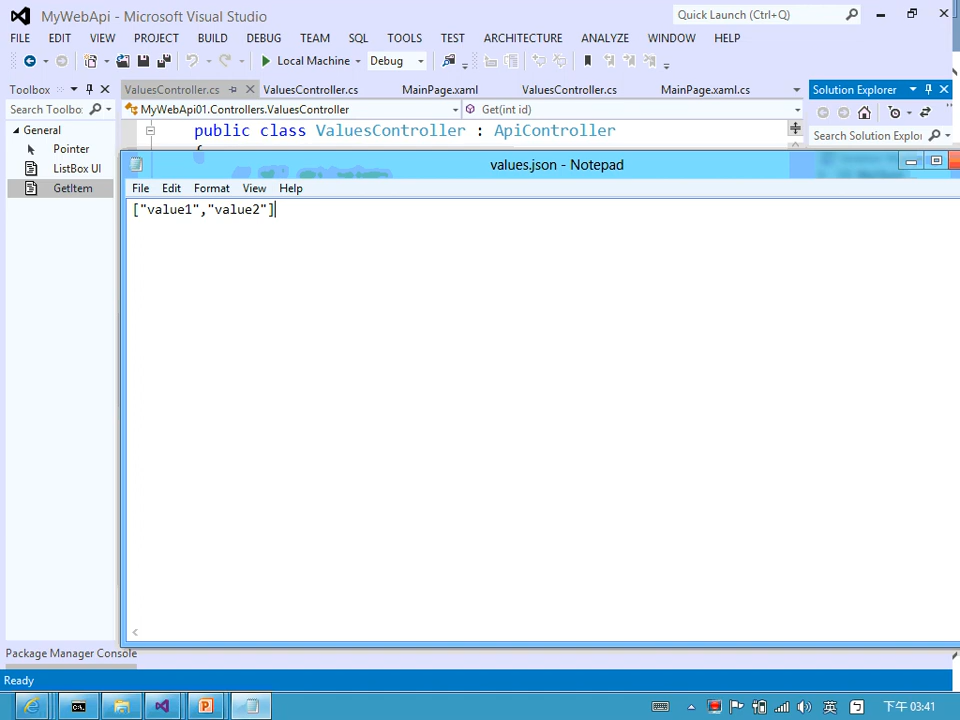 MyWebApi - Microsoft Visual Studio
Quick Launch (Ctrl+Q)
FILE EDIT VIEW PROJECT BUILD DEBUG TEAM SQL TOOLS TEST ARCHITECTURE ANALYZE WINDOW HELP
Local Machine Debug
Toolbox ValuesController.cs ValuesController.cs MainPage.xaml ValuesController.cs MainPage.xaml.cs Solution Explorer
Search Toolbo MyWebApi01.Controllers.ValuesController Get(int id)
General public class ValuesController : ApiController Search Solution Explor
{
Pointer
ListBox UI
GetItem
values.json - Notepad
File Edit Format View Help
["value1","value2"]
Package Manager Console
Ready
英
下午 03:41